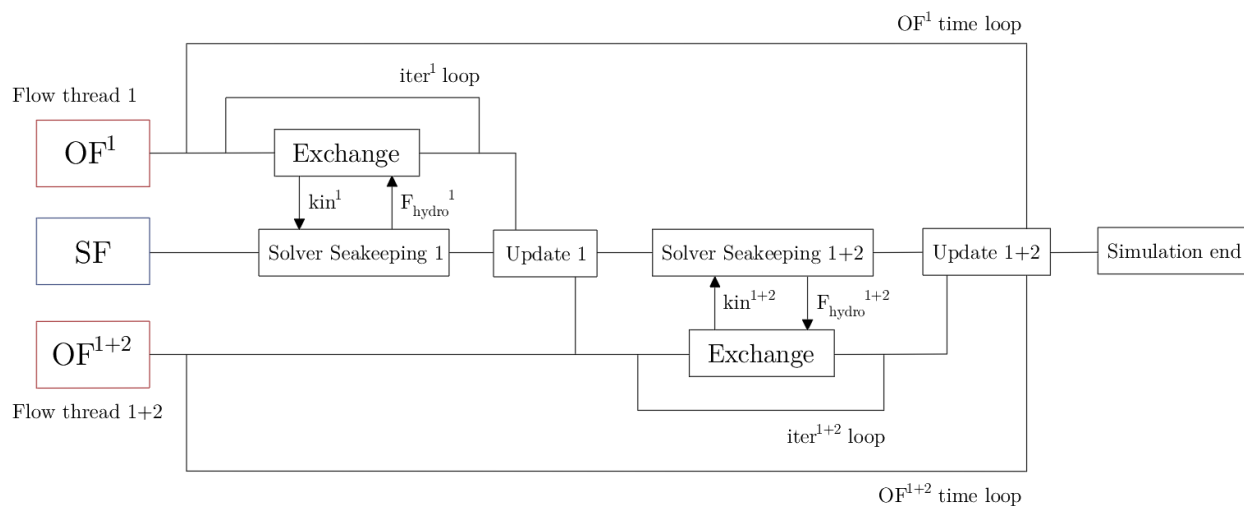 OF¹ time loop
iter¹ loop
Flow thread 1
OF¹
Exchange
kin¹
F_hydro¹
SF
Solver Seakeeping 1
Update 1
Solver Seakeeping 1+2
Update 1+2
Simulation end
kin¹⁺²
F_hydro¹⁺²
OF¹⁺²
Exchange
Flow thread 1+2
iter¹⁺² loop
OF¹⁺² time loop